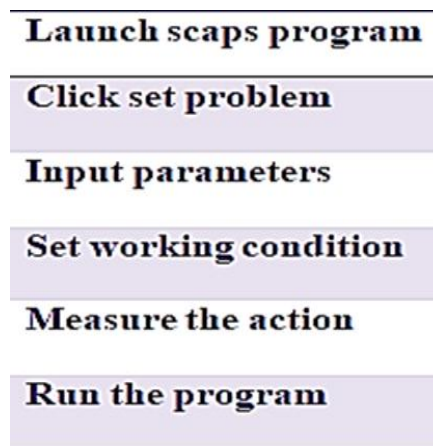 Launch scaps program
Click set problem
Input parameters
Set working condition
Measure the action
Run the program